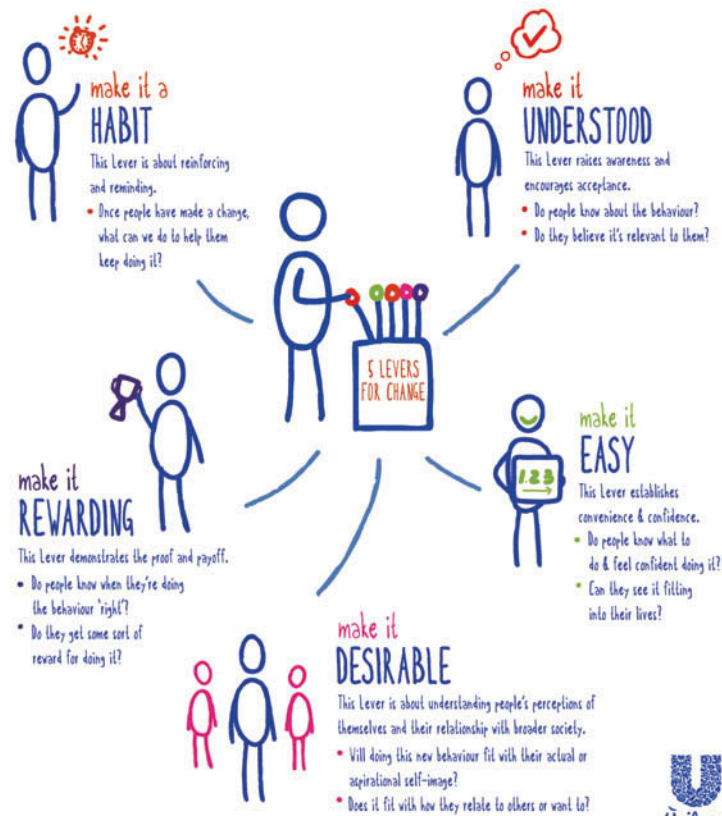 make it a
HABIT
This Lever is about reinforcing
and reminding.
• Once people have made a change,
what can we do to help them
keep doing it?
make it
UNDERSTOOD
This Lever raises awareness and
encourages acceptance.
• Do people know about the behaviour?
• Do they believe it's relevant to them?
5 LEVERS
FOR CHANGE
make it
EASY
1.2.3
This Lever establishes
convenience & confidence.
• Do people know what to
do & feel confident doing it?
• Can they see it fitting
into their lives?
make it
REWARDING
This Lever demonstrates the proof and payoff.
• Do people know when they're doing
the behaviour 'right'?
• Do they get some sort of
reward for doing it?
make it
DESIRABLE
This Lever is about understanding people's perceptions of
themselves and their relationship with broader society.
• Will doing this new behaviour fit with their actual or
aspirational self-image?
• Does it fit with how they relate to others or want to?